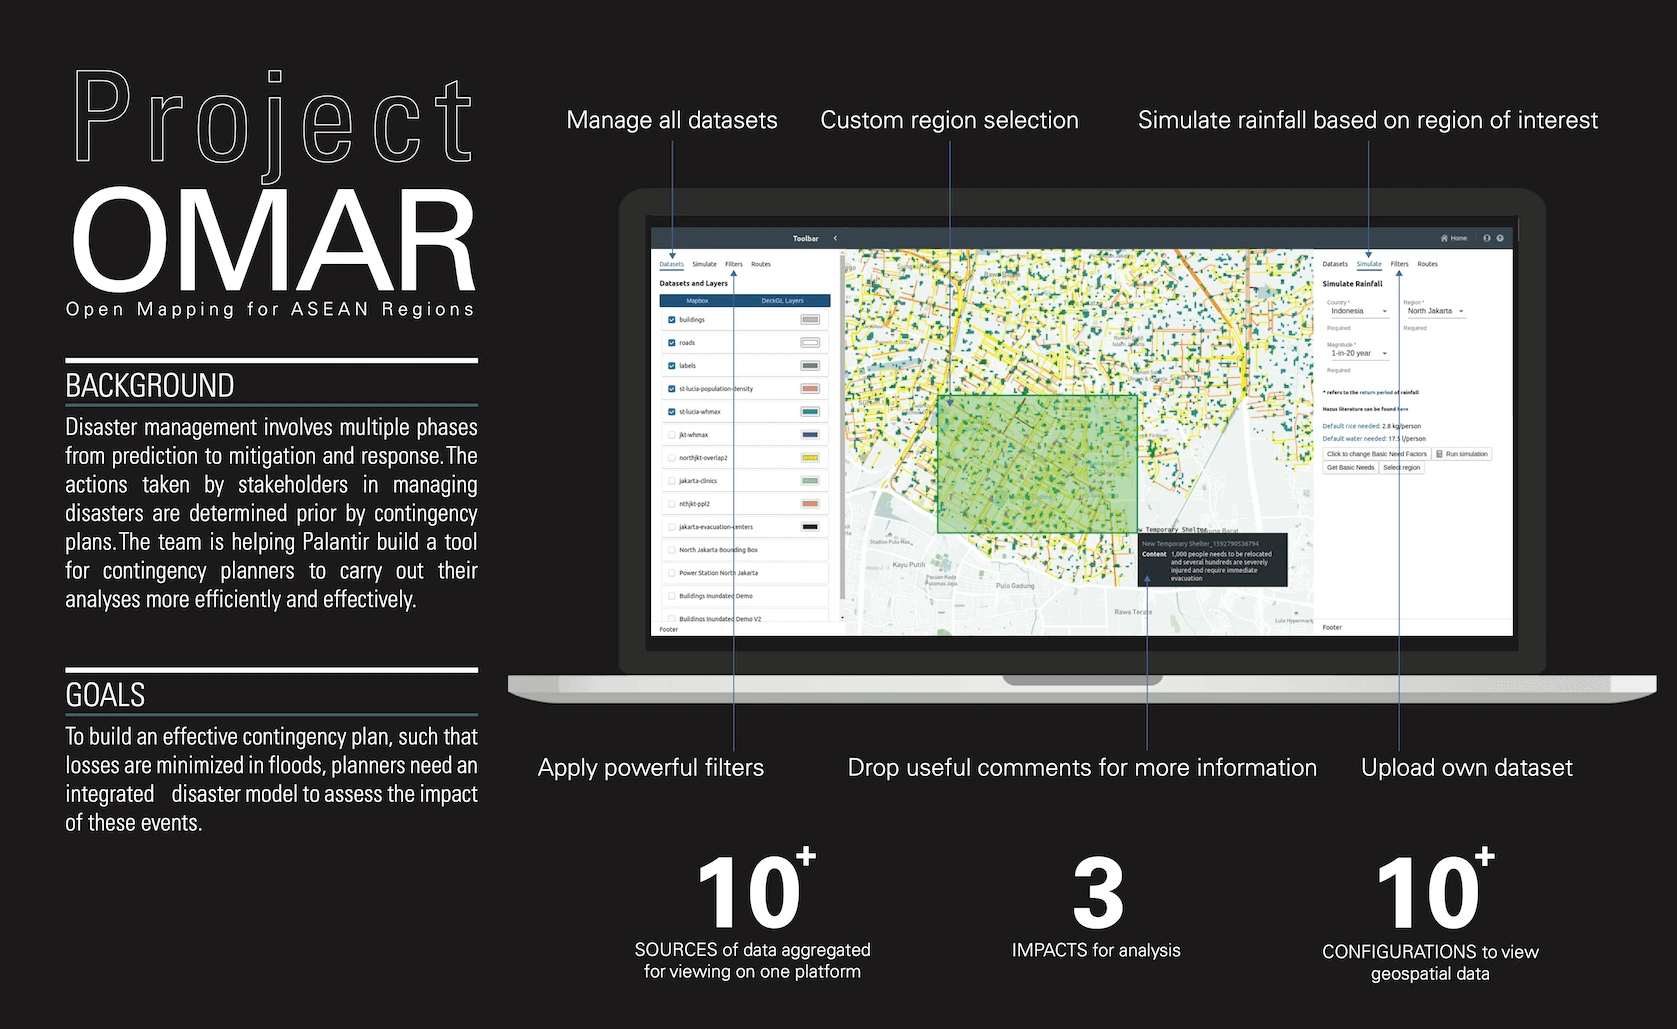 Project
OMAR
Open Mapping for ASEAN Regions
BACKGROUND
Disaster management involves multiple phases
from prediction to mitigation and response. The
actions taken by stakeholders in managing
disasters are determined prior by contingency
plans. The team is helping Palantir build a tool
for contingency planners to carry out their
analyses more efficiently and effectively.
GOALS
To build an effective contingency plan, such that
losses are minimized in floods, planners need an
integrated disaster model to assess the impact
of these events.
Manage all datasets
Custom region selection
Simulate rainfall based on region of interest
Toolbar
Home
Datasets Simulate Filters Routes
Datasets and Layers
Mapbox DeckGL Layers
buildings
roads
labels
st-lucia-population-density
st-lucia-whmax
jkt-whmax
northjkt-overlap2
jakarta-clinics
nthjkt-ppl2
jakarta-evacuation-centers
North Jakarta Bounding Box
Power Station North Jakarta
Buildings Inundated Demo
Buildings Inundated Demo V2
Footer
Kayu Putih
Pulo Gadung
Rawa Terate
New Temporary Shelter_1592790536794
Content 1,000 people needs to be relocated
and several hundreds are severely
injured and require immediate
evacuation
Datasets Simulate Filters Routes
Simulate Rainfall
Country * Region *
Indonesia North Jakarta
Required Required
Magnitude *
1-in-20 year
Required
* refers to the return period of rainfall
Hazus literature can be found here
Default rice needed: 2.8 kg/person
Default water needed: 17.5 l/person
Click to change Basic Need Factors Run simulation
Get Basic Needs Select region
Footer
Apply powerful filters
Drop useful comments for more information
Upload own dataset
10+
SOURCES of data aggregated
for viewing on one platform
3
IMPACTS for analysis
10+
CONFIGURATIONS to view
geospatial data